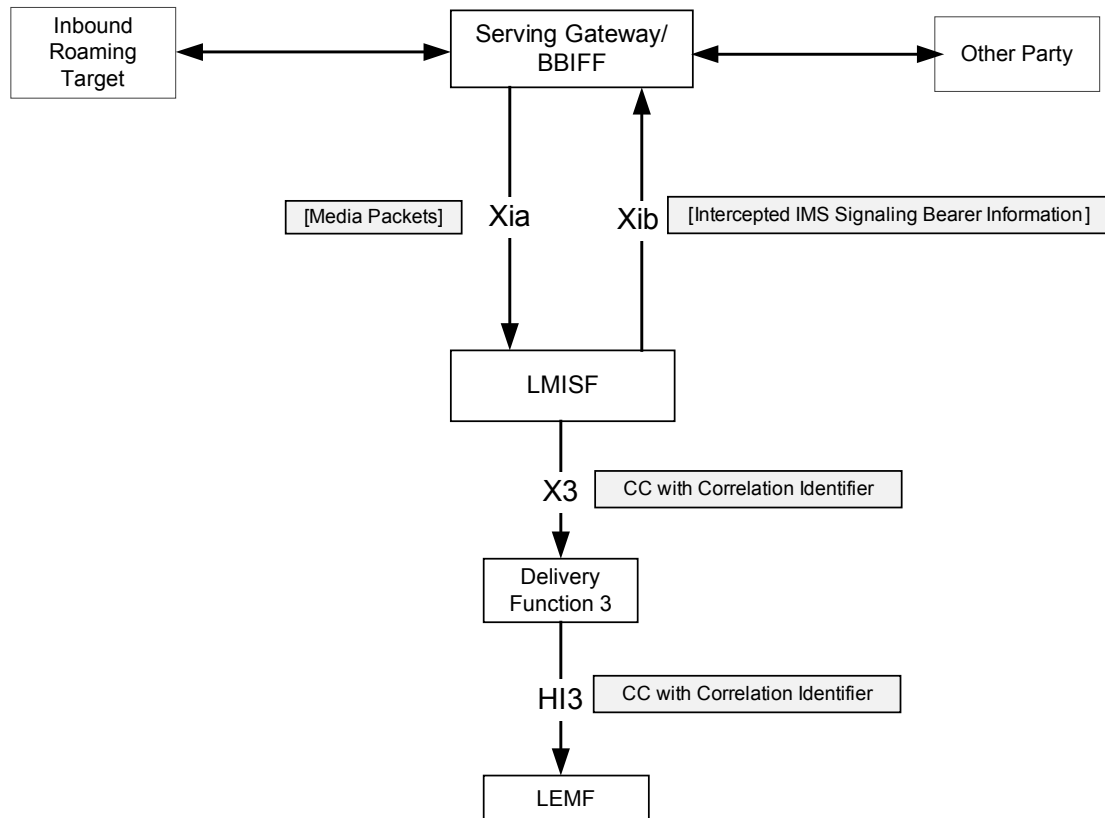 Inbound
Roaming
Target
Serving Gateway/
BBIFF
Other Party
[Media Packets]
Xia
Xib
[Intercepted IMS Signaling Bearer Information]
LMISF
X3
CC with Correlation Identifier
Delivery
Function 3
HI3
CC with Correlation Identifier
LEMF